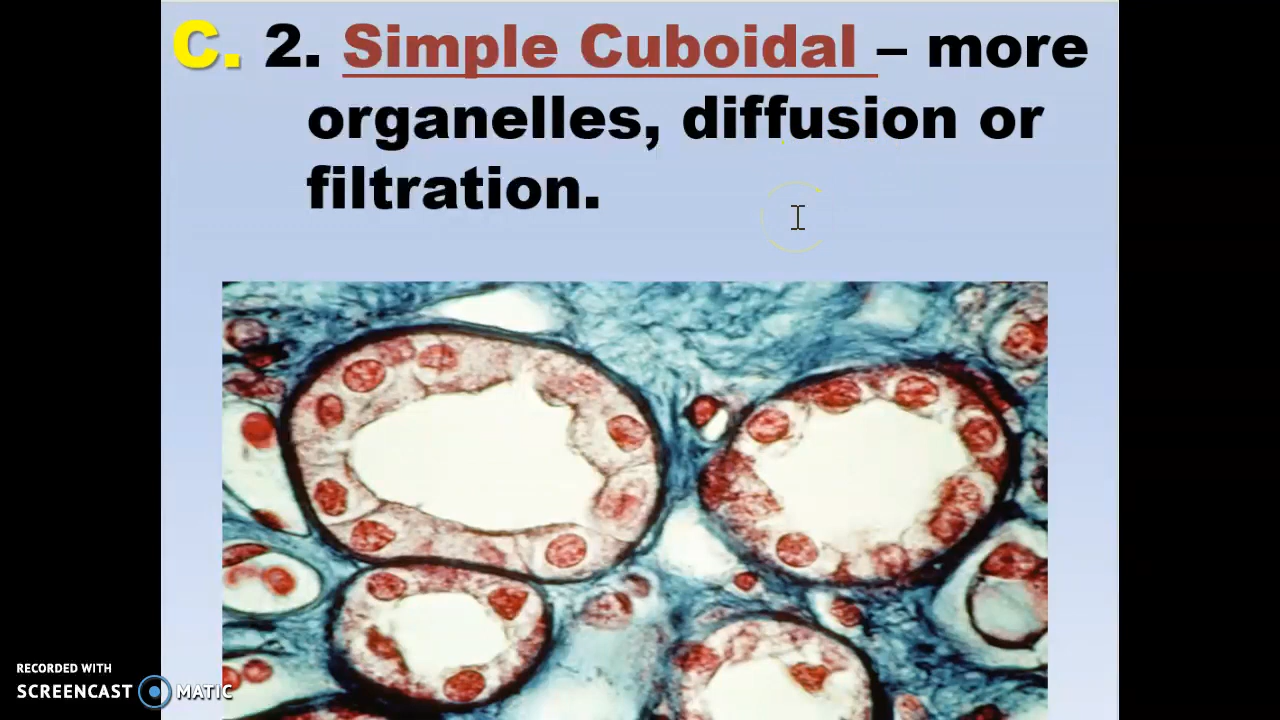 C. 2. Simple Cuboidal – more
organelles, diffusion or
filtration.
RECORDED WITH
SCREENCAST MATIC